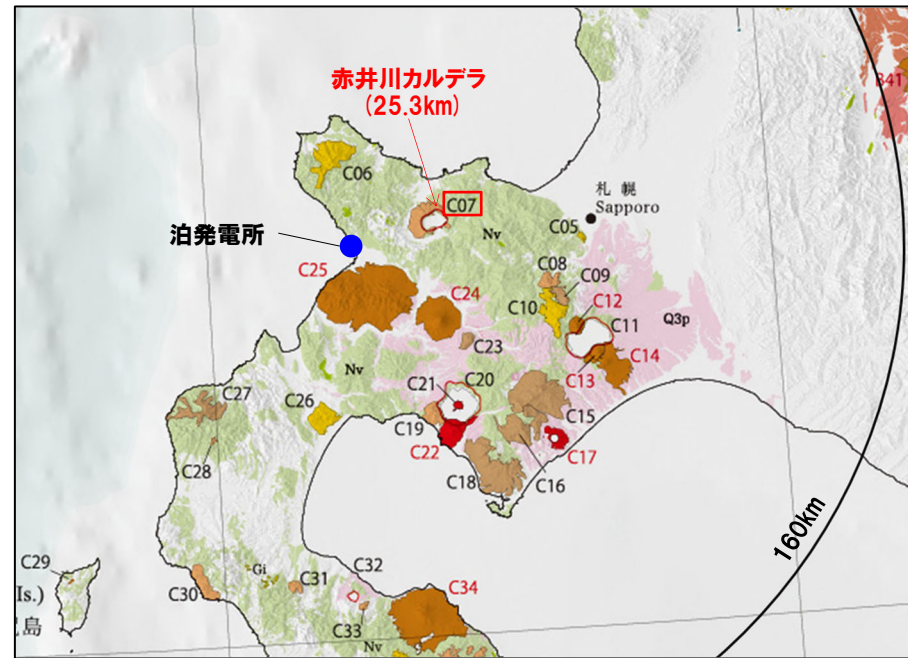 赤井川カルデラ
(25.3km)
B41
C06
C07
札 幌
Sapporo
Nv
C05
泊発電所
C25
C08
C09
C24
C12
C10
C11
Q3p
C23
C14
C13
Nv
C21
C20
C27
C26
C15
C19
C22
C17
C28
C18
C16
160km
C29
C32
Gi
C31
C34
Is.)
C30
島
C33
Nv